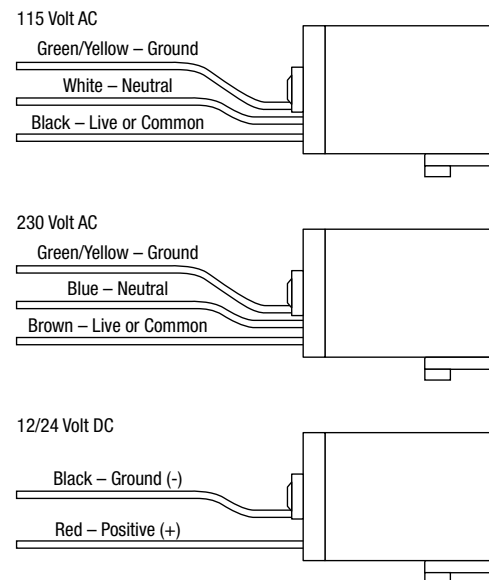 115 Volt AC
Green/Yellow – Ground
White – Neutral
Black – Live or Common
230 Volt AC
Green/Yellow – Ground
Blue – Neutral
Brown – Live or Common
12/24 Volt DC
Black – Ground (-)
Red – Positive (+)